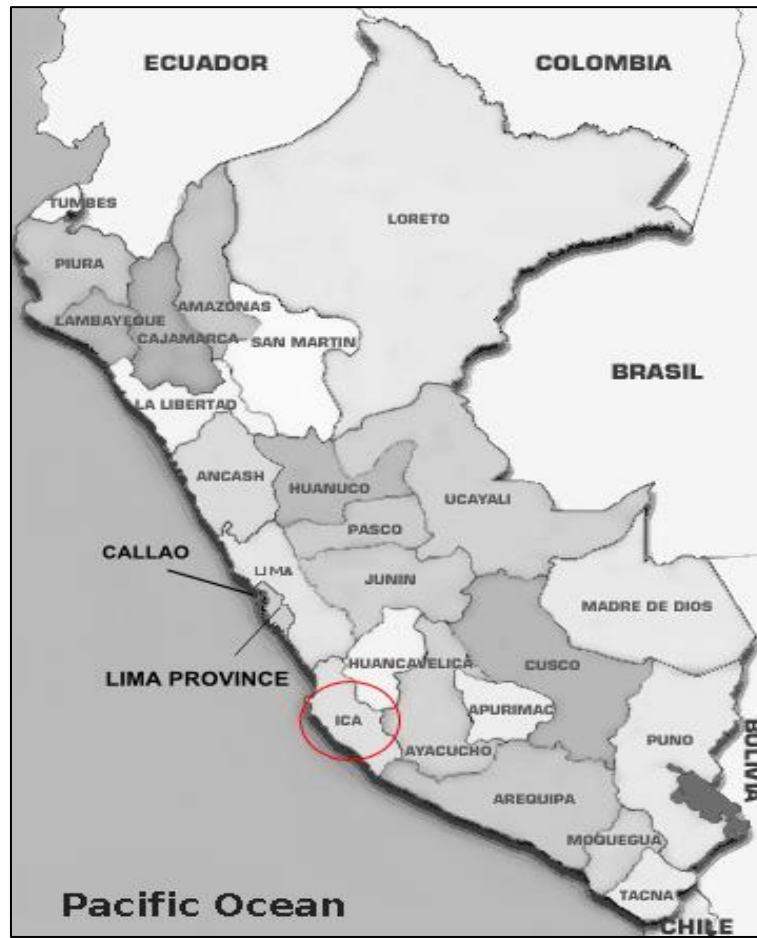 ECUADOR
COLOMBIA
TUMBES
LORETO
PIURA
AMAZONAS
LAMBAYEQUE
CAJAMARCA
SAN MARTIN
BRASIL
LA LIBERTAD
ANCASH
HUANUCO
UCAYALI
PASCO
CALLAO
LIMA
JUNIN
MADRE DE DIOS
LIMA PROVINCE
HUANCAVELICA
CUSCO
ICA
APURIMAC
AYACUCHO
PUNO
BOLIVIA
AREQUIPA
MOQUEGUA
TACNA
Pacific Ocean
CHILE